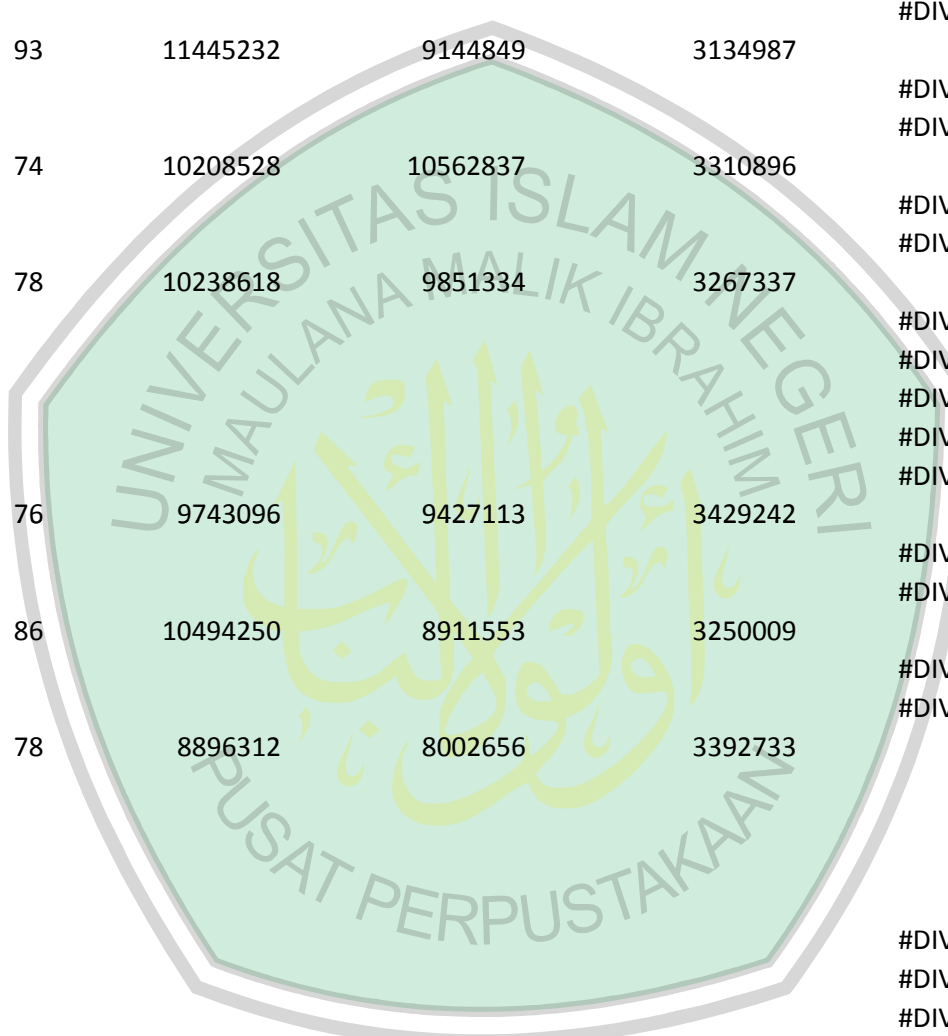 #DIV
93 11445232 9144849 3134987
#DIV
#DIV
74 10208528 10562837 3310896
#DIV
#DIV
78 10238618 9851334 3267337
#DIV
#DIV
#DIV
#DIV
#DIV
76 9743096 9427113 3429242
#DIV
#DIV
86 10494250 8911553 3250009
#DIV
#DIV
78 8896312 8002656 3392733
#DIV
#DIV
#DIV
UNIVERSITAS ISLAM NEGERI
MAULANA MALIK IBRAHIM
PUSAT PERPUSTAKAAN